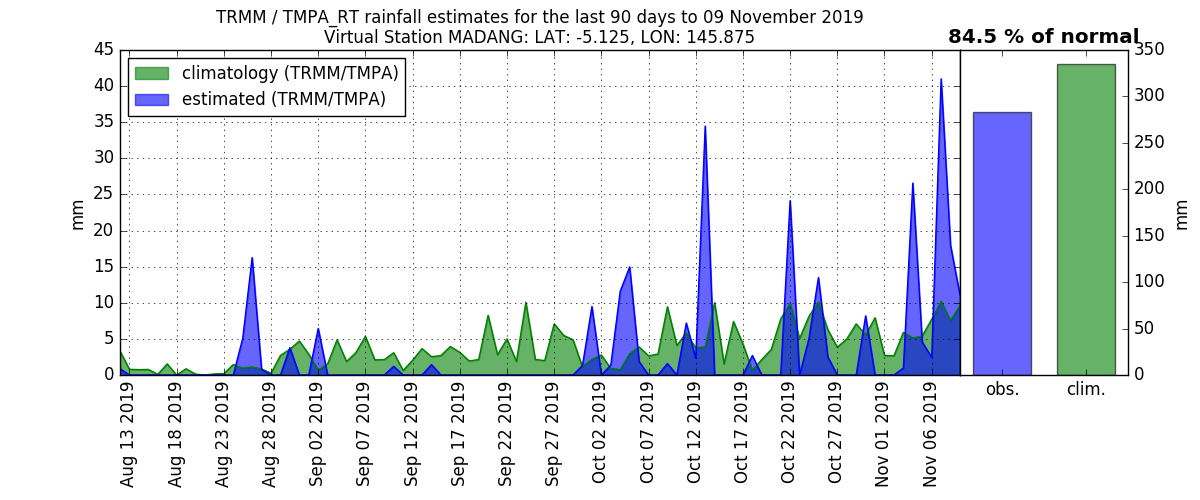 TRMM / TMPA_RT rainfall estimates for the last 90 days to 09 November 2019
Virtual Station MADANG: LAT: -5.125, LON: 145.875
84.5 % of normal
climatology (TRMM/TMPA)
estimated (TRMM/TMPA)
45
40
35
30
25
20
15
10
5
0
mm
Aug 13 2019
Aug 18 2019
Aug 23 2019
Aug 28 2019
Sep 02 2019
Sep 07 2019
Sep 12 2019
Sep 17 2019
Sep 22 2019
Sep 27 2019
Oct 02 2019
Oct 07 2019
Oct 12 2019
Oct 17 2019
Oct 22 2019
Oct 27 2019
Nov 01 2019
Nov 06 2019
350
300
250
200
150
100
50
0
mm
obs.
clim.